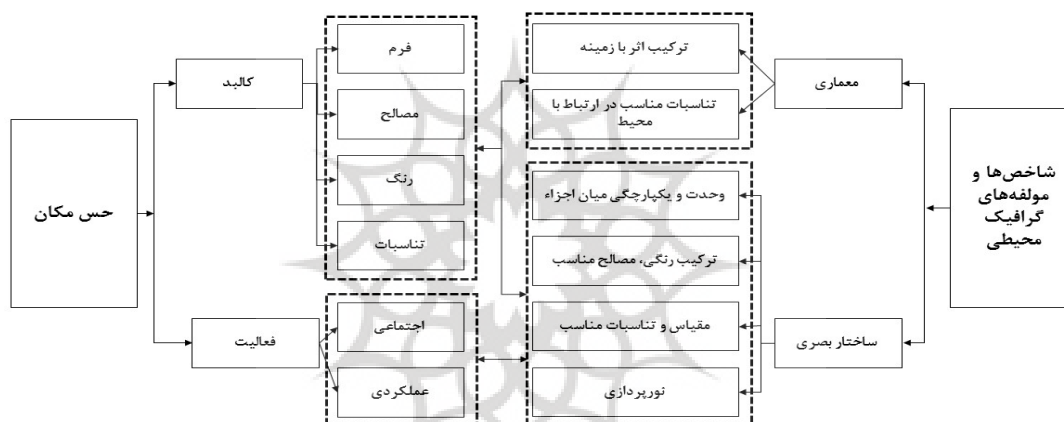 شاخص‌ها و
مولفه‌های
گرافیک
محیطی
معماری
ساختار بصری
ترکیب اثر با زمینه
تناسبات مناسب در ارتباط با
محیط
وحدت و یکپارچگی میان اجزاء
ترکیب رنگی، مصالح مناسب
مقیاس و تناسبات مناسب
نورپردازی
فرم
مصالح
رنگ
تناسبات
اجتماعی
عملکردی
کالبد
فعالیت
حس مکان